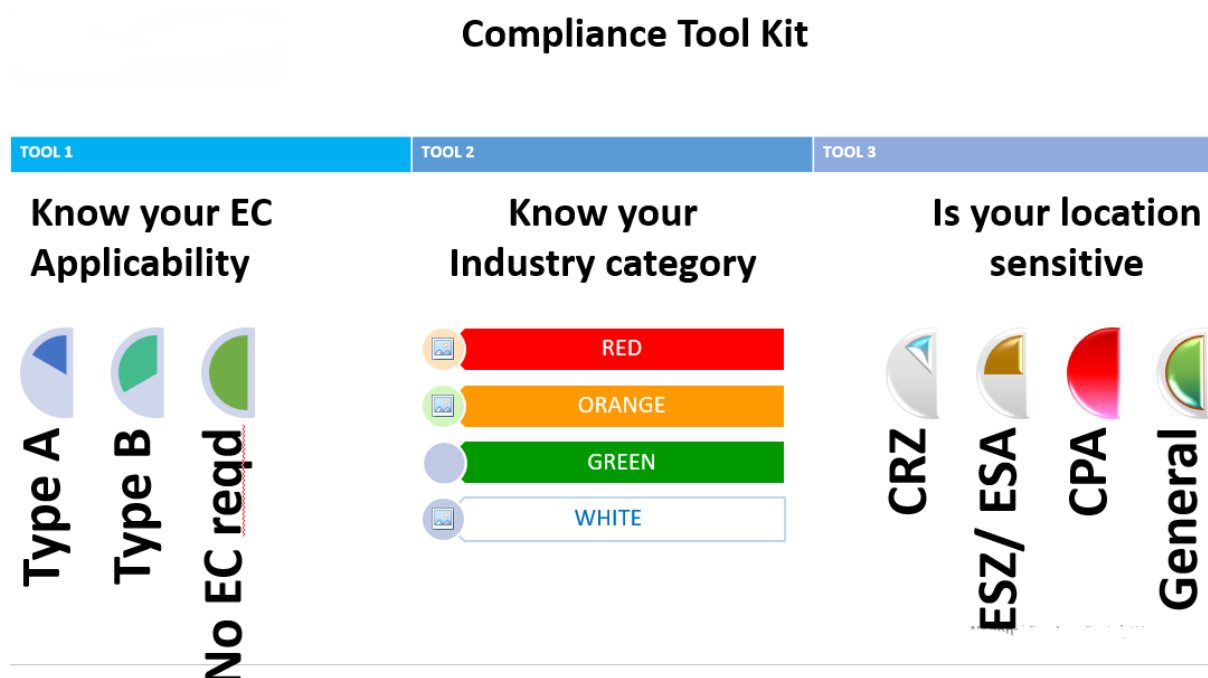 Compliance Tool Kit
TOOL 1
TOOL 2
TOOL 3
Know your EC
Applicability
Know your
Industry category
Is your location
sensitive
Type A
Type B
No EC reqd
RED
ORANGE
GREEN
WHITE
CRZ
ESZ/ ESA
CPA
General